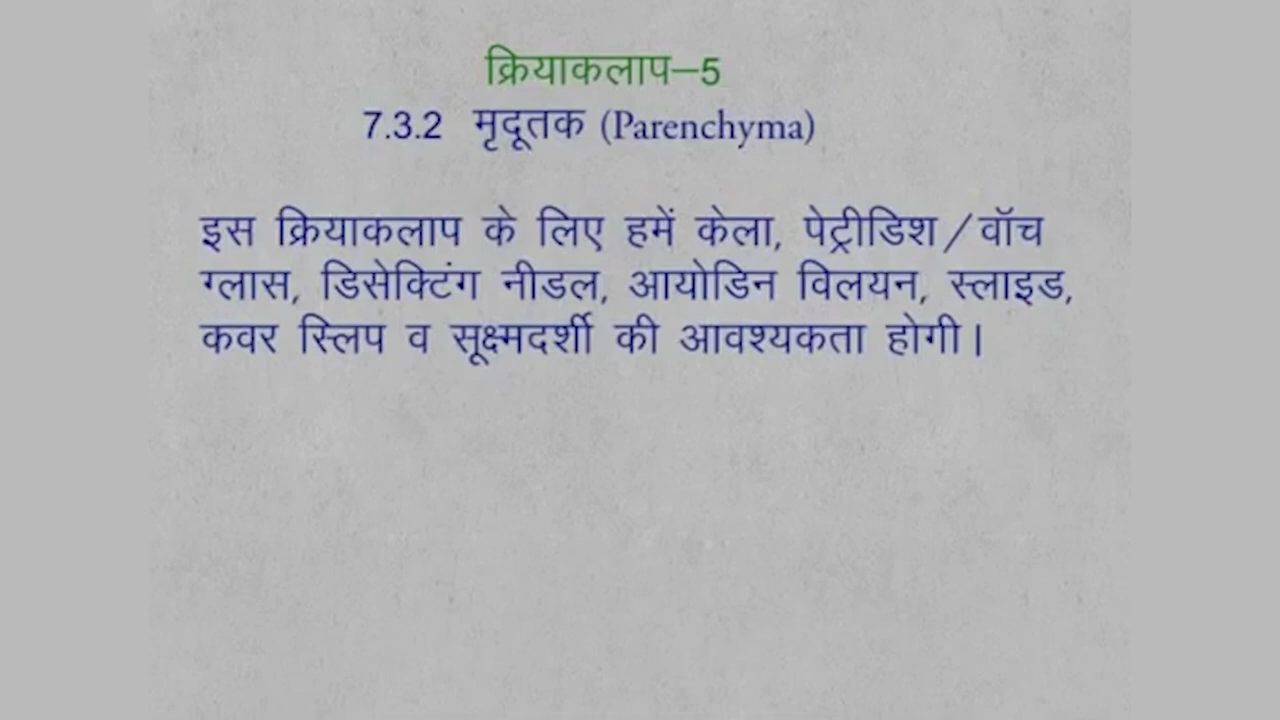 क्रियाकलाप–5
7.3.2 मृदूतक (Parenchyma)
इस क्रियाकलाप के लिए हमें केला, पेट्रीडिश/वॉच
ग्लास, डिसेक्टिंग नीडल, आयोडिन विलयन, स्लाइड,
कवर स्लिप व सूक्ष्मदर्शी की आवश्यकता होगी।